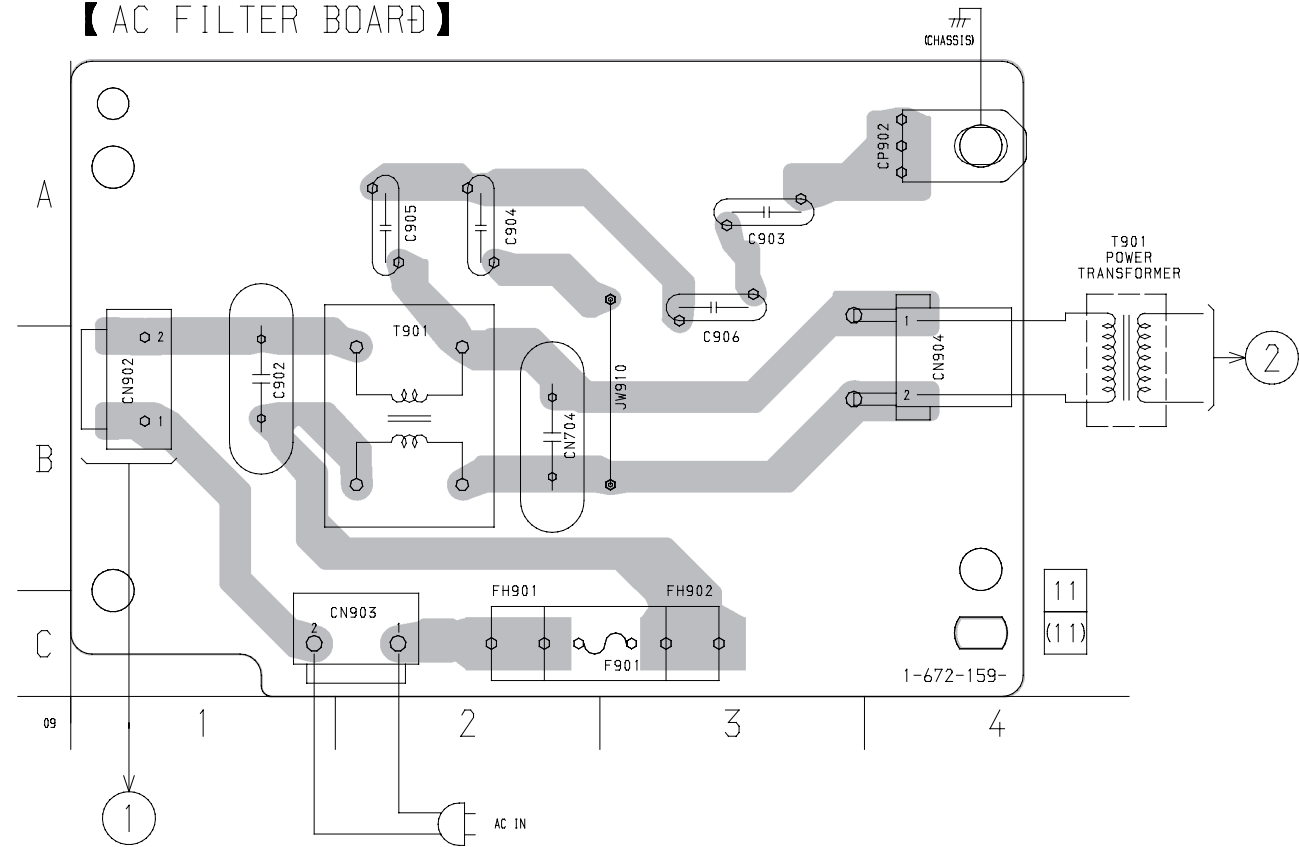 【 AC FILTER BOARD 】
(CHASSIS)
CP902
A
C905
C904
C903
T901
POWER
TRANSFORMER
C906
T901
1
2
CN902
C902
JW910
CN904
2
1
2
CN704
B
FH901
FH902
11
CN903
2
1
(11)
C
F901
1-672-159-
09
1
2
3
4
1
AC IN